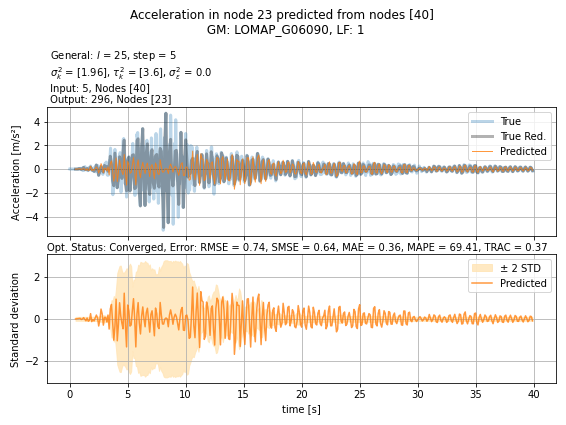 Acceleration in node 23 predicted from nodes [40]
GM: LOMAP_G06090, LF: 1
General: l = 25, step = 5
σ²ₖ = [1.96], τ²ₖ = [3.6], σ²ε = 0.0
Input: 5, Nodes [40]
Output: 296, Nodes [23]
Acceleration [m/s²]
4
2
0
−2
−4
True
True Red.
Predicted
Opt. Status: Converged, Error: RMSE = 0.74, SMSE = 0.64, MAE = 0.36, MAPE = 69.41, TRAC = 0.37
Standard deviation
2
0
−2
± 2 STD
Predicted
0 5 10 15 20 25 30 35 40
time [s]